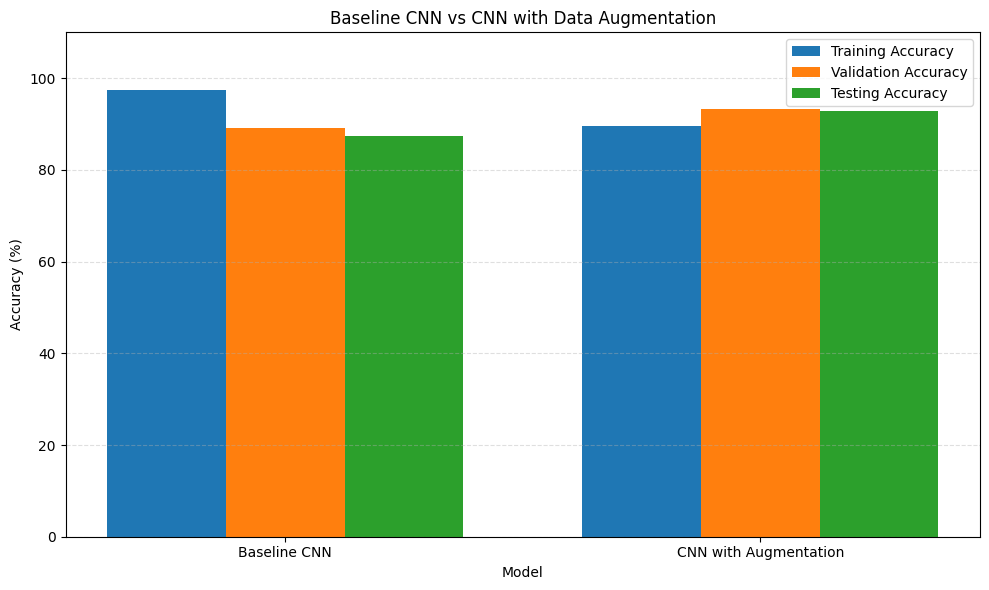 Baseline CNN vs CNN with Data Augmentation
Training Accuracy
Validation Accuracy
Testing Accuracy
Accuracy (%)
100
80
60
40
20
0
Baseline CNN
CNN with Augmentation
Model